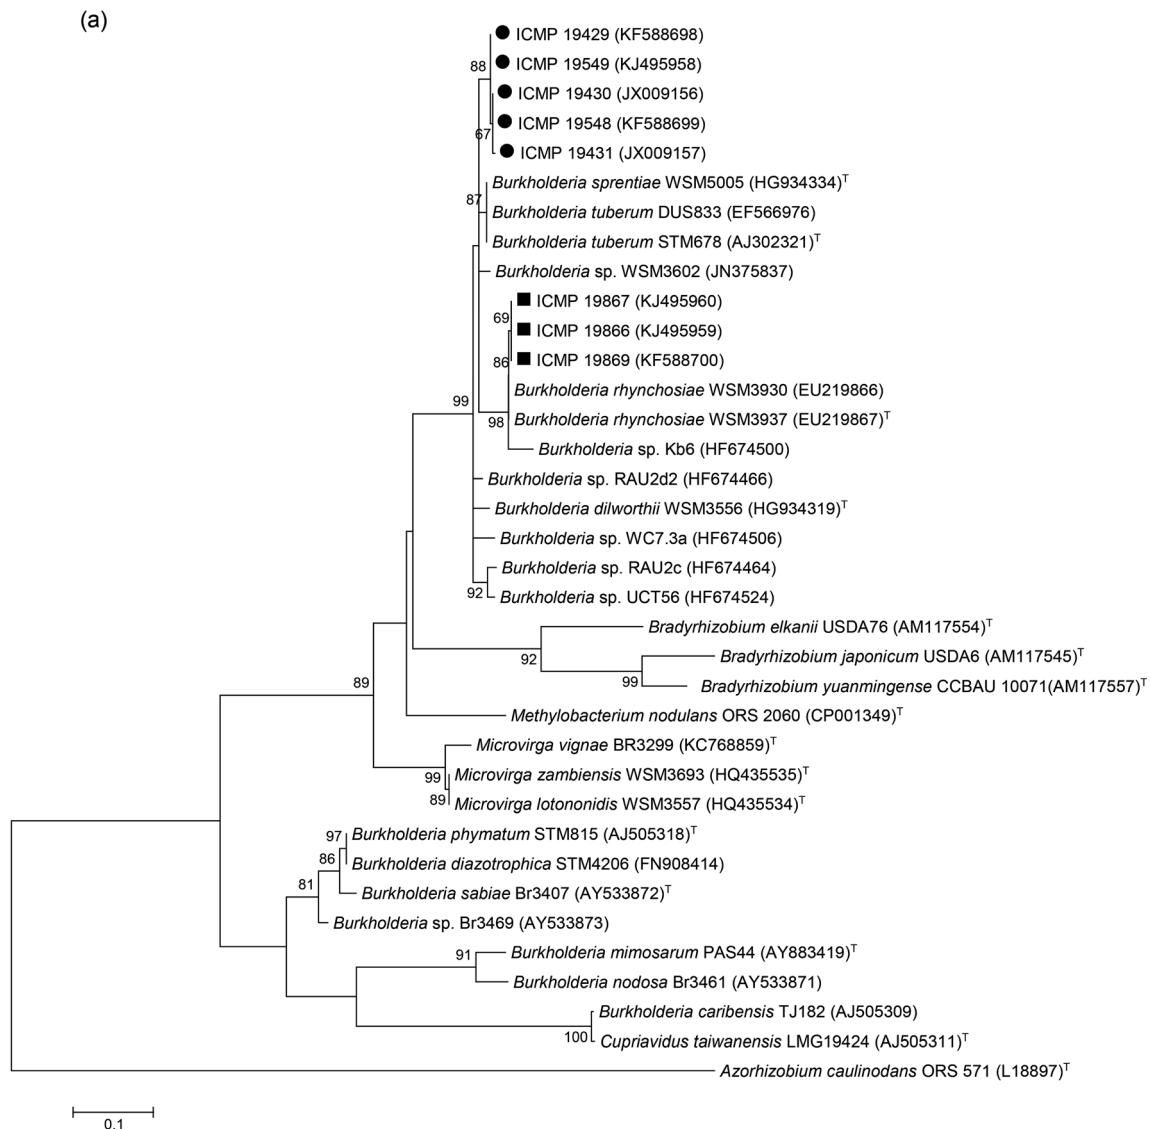 (a)
ICMP 19429 (KF588698)
88
ICMP 19549 (KJ495958)
ICMP 19430 (JX009156)
ICMP 19548 (KF588699)
67
ICMP 19431 (JX009157)
Burkholderia sprentiae WSM5005 (HG934334)T
87
Burkholderia tuberum DUS833 (EF566976)
Burkholderia tuberum STM678 (AJ302321)T
Burkholderia sp. WSM3602 (JN375837)
ICMP 19867 (KJ495960)
69
ICMP 19866 (KJ495959)
86
ICMP 19869 (KF588700)
Burkholderia rhynchosiae WSM3930 (EU219866)
99
98
Burkholderia rhynchosiae WSM3937 (EU219867)T
Burkholderia sp. Kb6 (HF674500)
Burkholderia sp. RAU2d2 (HF674466)
Burkholderia dilworthii WSM3556 (HG934319)T
Burkholderia sp. WC7.3a (HF674506)
Burkholderia sp. RAU2c (HF674464)
92
Burkholderia sp. UCT56 (HF674524)
Bradyrhizobium elkanii USDA76 (AM117554)T
92
Bradyrhizobium japonicum USDA6 (AM117545)T
99
Bradyrhizobium yuanmingense CCBAU 10071(AM117557)T
89
Methylobacterium nodulans ORS 2060 (CP001349)T
Microvirga vignae BR3299 (KC768859)T
99
Microvirga zambiensis WSM3693 (HQ435535)T
89
Microvirga lotononidis WSM3557 (HQ435534)T
97
Burkholderia phymatum STM815 (AJ505318)T
86
Burkholderia diazotrophica STM4206 (FN908414)
81
Burkholderia sabiae Br3407 (AY533872)T
Burkholderia sp. Br3469 (AY533873)
91
Burkholderia mimosarum PAS44 (AY883419)T
Burkholderia nodosa Br3461 (AY533871)
Burkholderia caribensis TJ182 (AJ505309)
100
Cupriavidus taiwanensis LMG19424 (AJ505311)T
Azorhizobium caulinodans ORS 571 (L18897)T
0.1